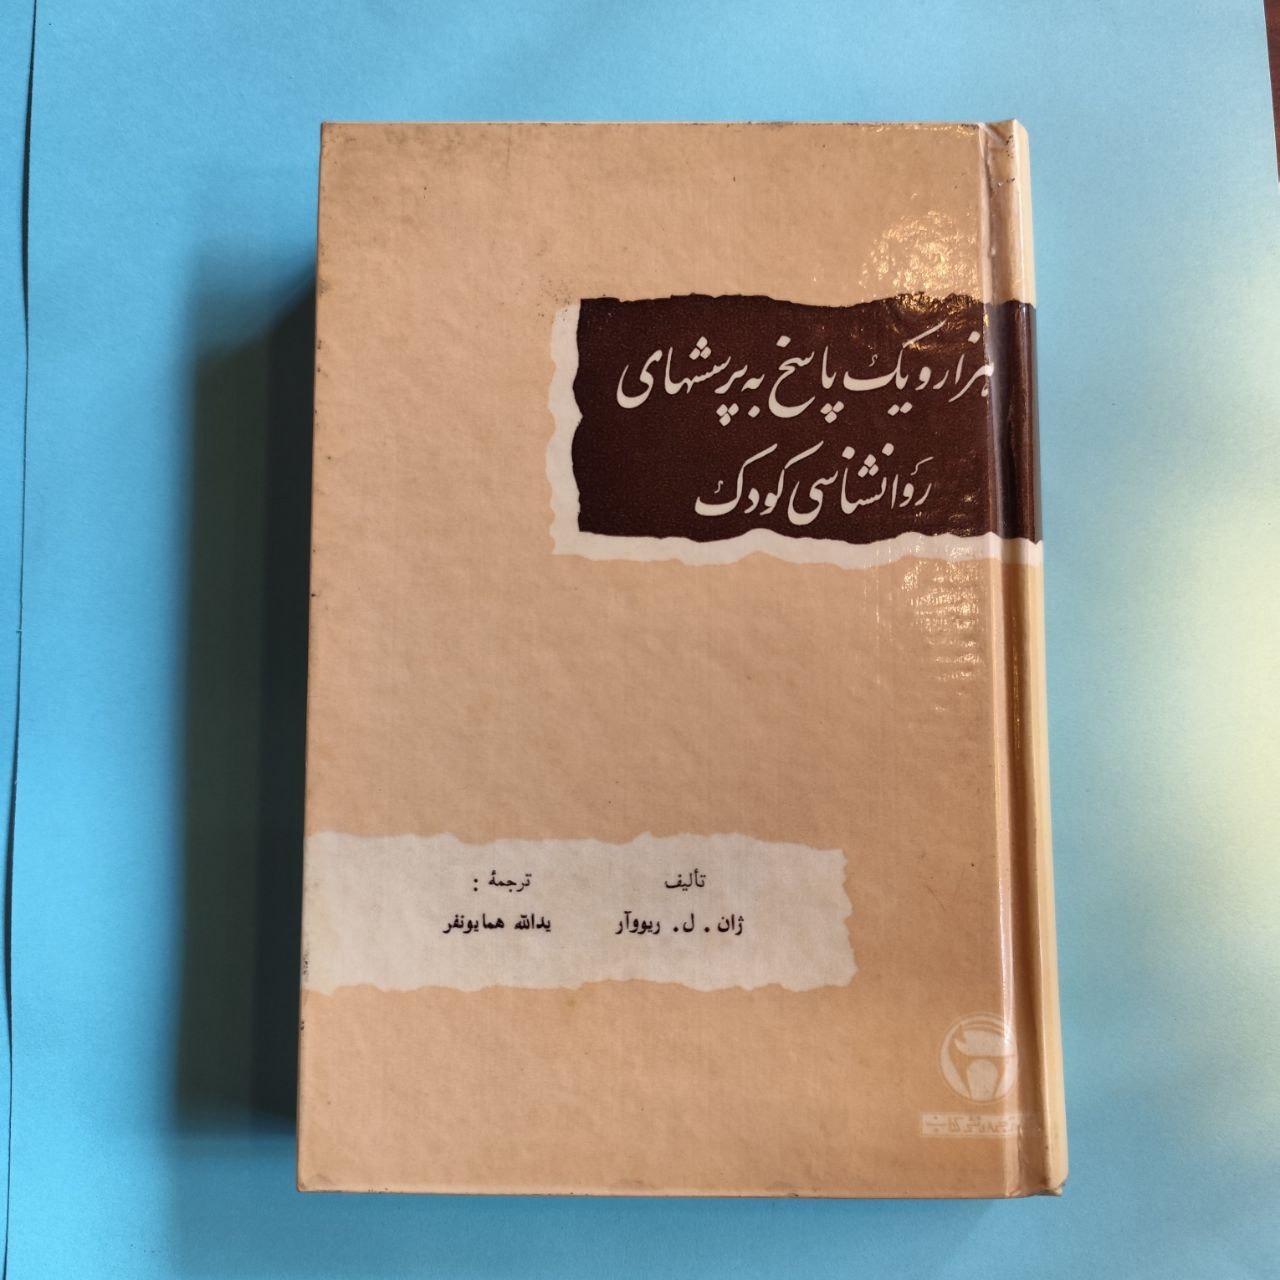 هزار و یک پاسخ به پرسشهای
روانشناسی کودک
تألیف
ژان . ل . ریووآر
ترجمهٔ :
یدالله همایونفر